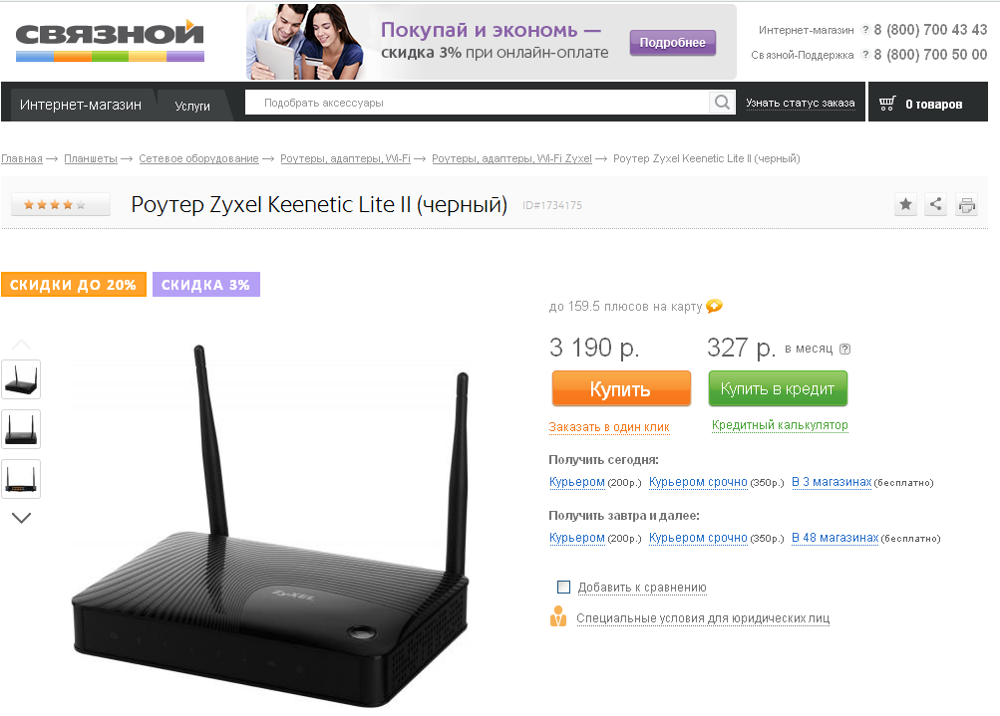 СВЯЗНОЙ
Покупай и экономь —
скидка 3% при онлайн-оплате
Подробнее
Интернет-магазин ? 8 (800) 700 43 43
Связной-Поддержка ? 8 (800) 700 50 00
Интернет-магазин
Услуги
Подобрать аксессуары
Узнать статус заказа
0 товаров
Главная → Планшеты → Сетевое оборудование → Роутеры, адаптеры, Wi-Fi → Роутеры, адаптеры, Wi-Fi Zyxel → Роутер Zyxel Keenetic Lite II (черный)
Роутер Zyxel Keenetic Lite II (черный) ID#1734175
СКИДКИ ДО 20% СКИДКА 3%
до 159.5 плюсов на карту
3 190 р. 327 р. в месяц ?
Купить Купить в кредит
Заказать в один клик Кредитный калькулятор
Получить сегодня:
Курьером (200р.) Курьером срочно (350р.) В 3 магазинах (бесплатно)
Получить завтра и далее:
Курьером (200р.) Курьером срочно (350р.) В 48 магазинах (бесплатно)
Добавить к сравнению
Специальные условия для юридических лиц
ZyXEL